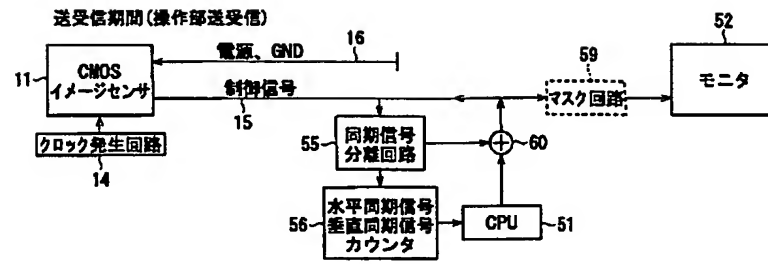 送受信期間(操作部送受信)
電源、GND
16
52
11
CMOS
イメージセンサ
制御信号
15
59
マスク回路
モニタ
クロック発生回路
14
55
同期信号
分離回路
60
56
水平同期信号
垂直同期信号
カウンタ
CPU
51